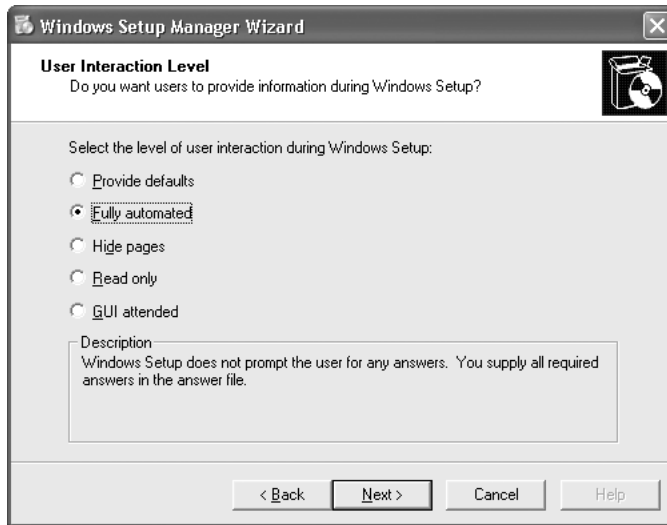 Windows Setup Manager Wizard
User Interaction Level
Do you want users to provide information during Windows Setup?
Select the level of user interaction during Windows Setup:
Provide defaults
Fully automated
Hide pages
Read only
GUI attended
Description
Windows Setup does not prompt the user for any answers. You supply all required
answers in the answer file.
< Back Next > Cancel Help